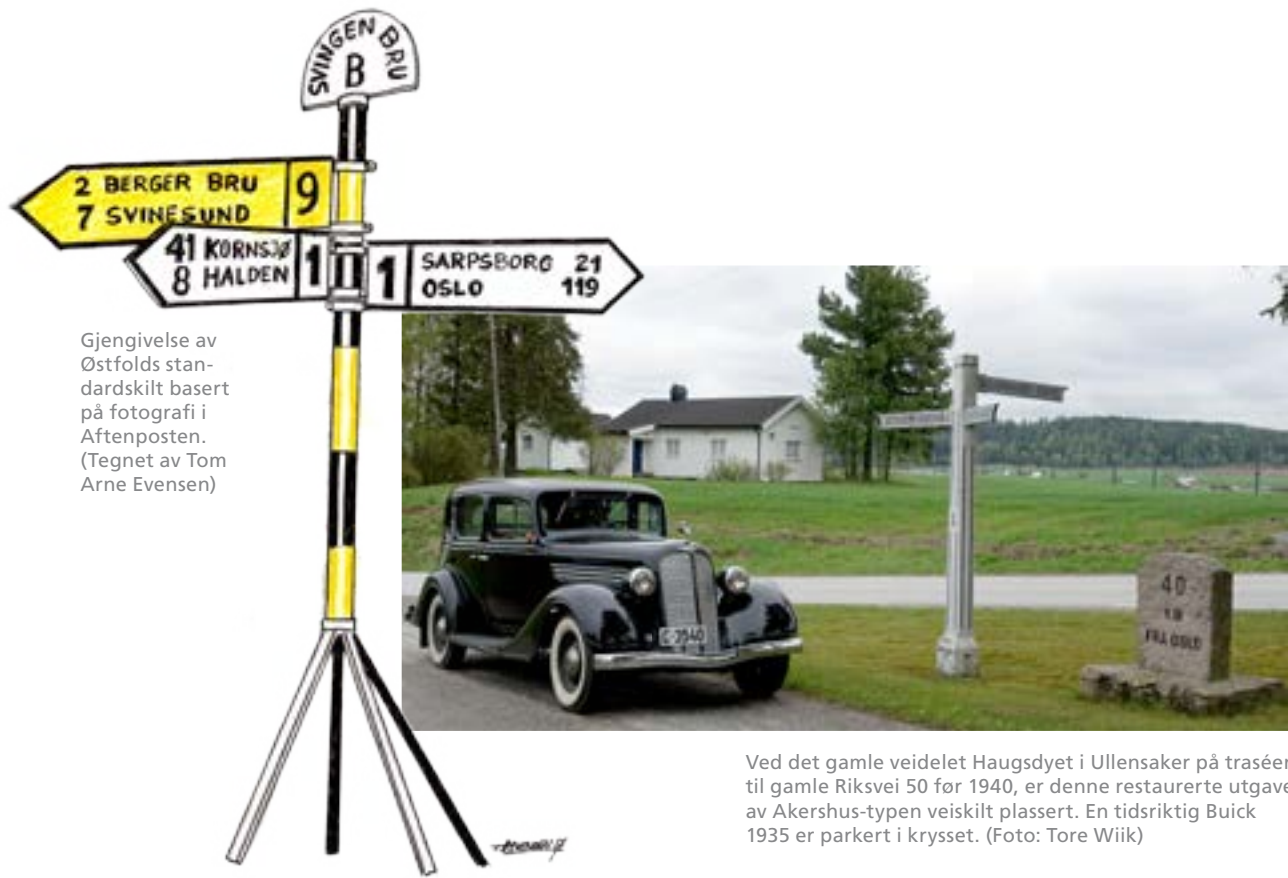 SVINGEN BRU
B
2 BERGER BRU 9
7 SVINESUND
41 KORNSJØ 1
8 HALDEN
1 SARPSBORG 21
OSLO 119
Gjengivelse av
Østfolds stan-
dardskilt basert
på fotografi i
Aftenposten.
(Tegnet av Tom
Arne Evensen)
40
FRA OSLO
Ved det gamle veidelet Haugsdyet i Ullensaker på traséen
til gamle Riksvei 50 før 1940, er denne restaurerte utgave
av Akershus-typen veiskilt plassert. En tidsriktig Buick
1935 er parkert i krysset. (Foto: Tore Wiik)